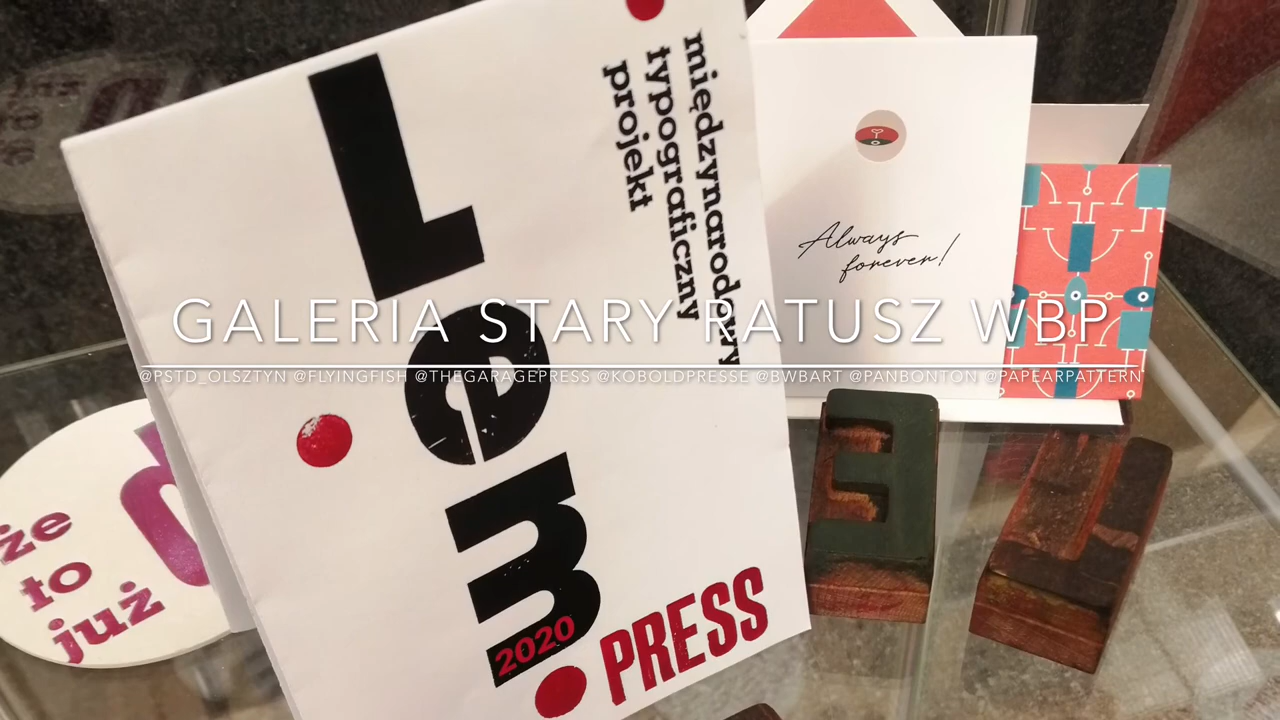 Lem
międzynarodowy
typograficzny
projekt
2020
PRESS
Always
forever!
GALERIA STARY RATUSZ WBP
@PSTD_OLSZTYN @FLYINGFISH @THEGARAGEPRESS @KOBOLDPRESSE @BWBART @PANBONTON @PAPEARPATTERN
że
to
już
E